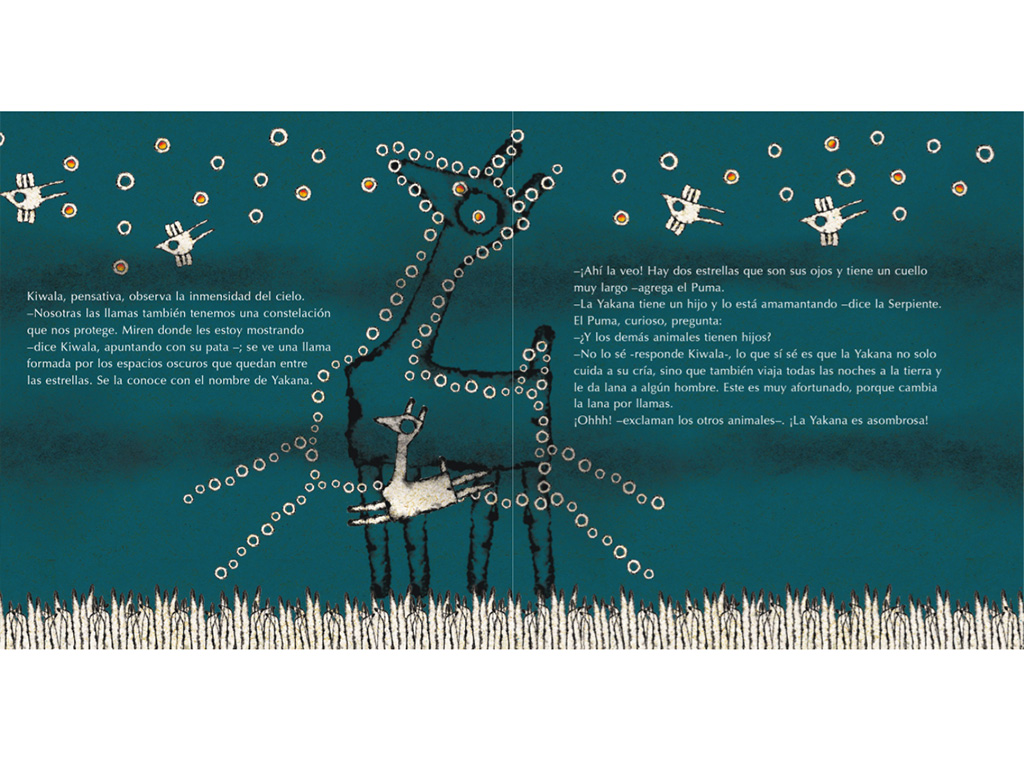 Kiwala, pensativa, observa la inmensidad del cielo.
–Nosotras las llamas también tenemos una constelación
que nos protege. Miren donde les estoy mostrando
–dice Kiwala, apuntando con su pata –; se ve una llama
formada por los espacios oscuros que quedan entre
las estrellas. Se la conoce con el nombre de Yakana.
–¡Ahí la veo! Hay dos estrellas que son sus ojos y tiene un cuello
muy largo –agrega el Puma.
–La Yakana tiene un hijo y lo está amamantando –dice la Serpiente.
El Puma, curioso, pregunta:
–¿Y los demás animales tienen hijos?
–No lo sé -responde Kiwala-, lo que sí sé es que la Yakana no solo
cuida a su cría, sino que también viaja todas las noches a la tierra y
le da lana a algún hombre. Este es muy afortunado, porque cambia
la lana por llamas.
¡Ohhh! –exclaman los otros animales–. ¡La Yakana es asombrosa!